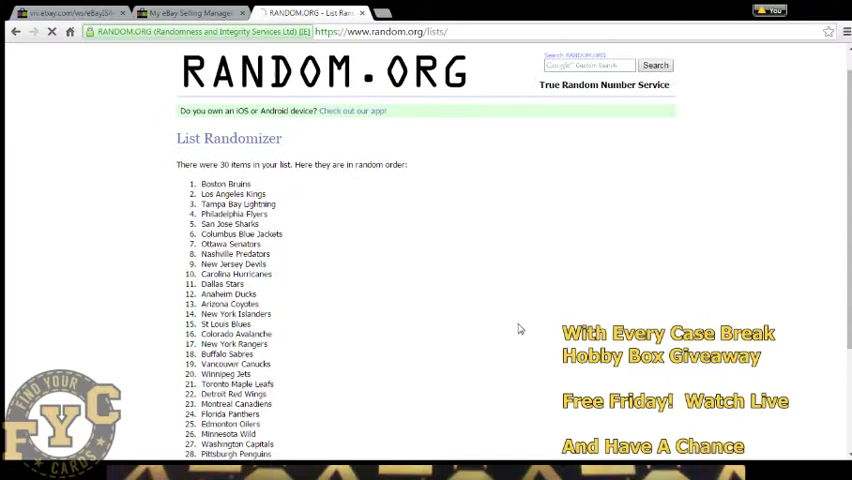 vv.ebay.com/ws/eBayISAPI
My eBay Selling Manage
RANDOM.ORG - List Ran
You
RANDOM.ORG (Randomness and Integrity Services Ltd) [IE]
https://www.random.org/lists/
RANDOM.ORG
Search RANDOM.ORG
Google Custom Search
Search
True Random Number Service
Do you own an iOS or Android device? Check out our app!
List Randomizer
There were 30 items in your list. Here they are in random order:
1. Boston Bruins
2. Los Angeles Kings
3. Tampa Bay Lightning
4. Philadelphia Flyers
5. San Jose Sharks
6. Columbus Blue Jackets
7. Ottawa Senators
8. Nashville Predators
9. New Jersey Devils
10. Carolina Hurricanes
11. Dallas Stars
12. Anaheim Ducks
13. Arizona Coyotes
14. New York Islanders
15. St Louis Blues
16. Colorado Avalanche
17. New York Rangers
18. Buffalo Sabres
19. Vancouver Canucks
20. Winnipeg Jets
21. Toronto Maple Leafs
22. Detroit Red Wings
23. Montreal Canadiens
24. Florida Panthers
25. Edmonton Oilers
26. Minnesota Wild
27. Washington Capitals
28. Pittsburgh Penguins
With Every Case Break
Hobby Box Giveaway
Free Friday! Watch Live
And Have A Chance
FIND YOUR
FYC
CARDS